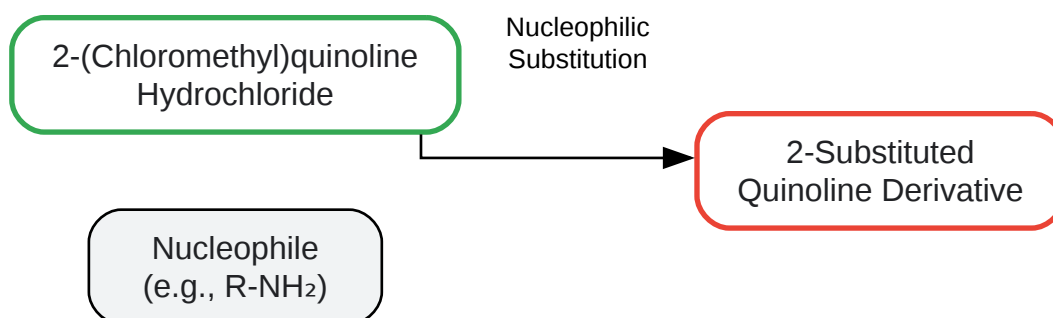 2-(Chloromethyl)quinoline
Hydrochloride
Nucleophilic
Substitution
2-Substituted
Quinoline Derivative
Nucleophile
(e.g., R-NH₂)